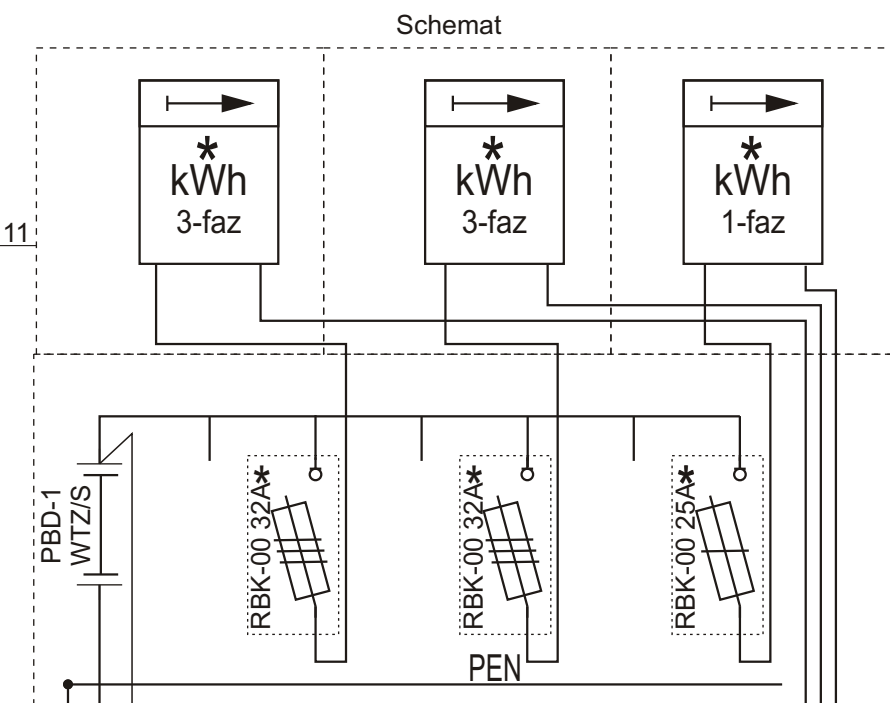 Schemat
*
kWh
3-faz
*
kWh
3-faz
*
kWh
1-faz
11
PBD-1
WTZ/S
RBK-00 32A*
RBK-00 32A*
RBK-00 25A*
PEN